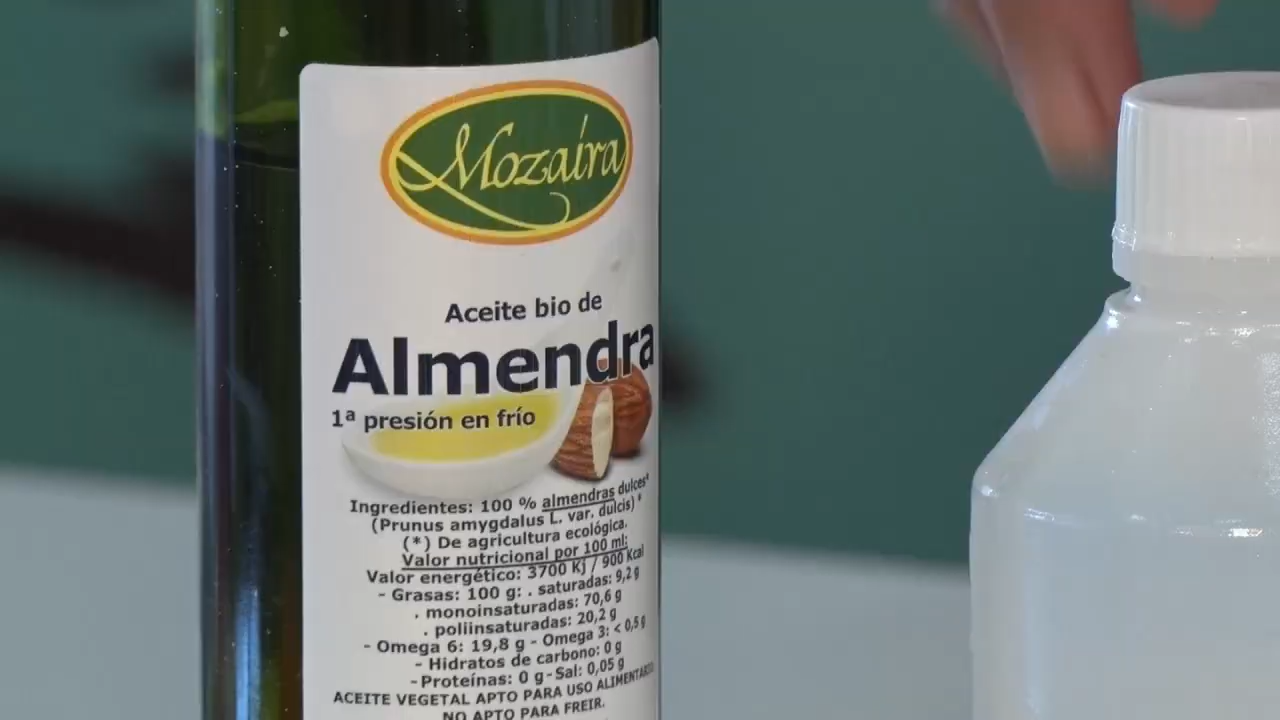 Mozaira
Aceite bio de
Almendra
1ª presión en frío
Ingredientes: 100 % almendras dulces*
(Prunus amygdalus L. var. dulcis)*
(*) De agricultura ecológica.
Valor nutricional por 100 ml:
Valor energético: 3700 Kj / 900 Kcal
- Grasas: 100 g: . saturadas: 9,2 g
. monoinsaturadas: 70,6 g
. poliinsaturadas: 20,2 g
- Omega 6: 19,8 g - Omega 3: < 0,5 g
- Hidratos de carbono: 0 g
- Proteínas: 0 g - Sal: 0,05 g
ACEITE VEGETAL APTO PARA USO ALIMENTARIO.
NO APTO PARA FREIR.